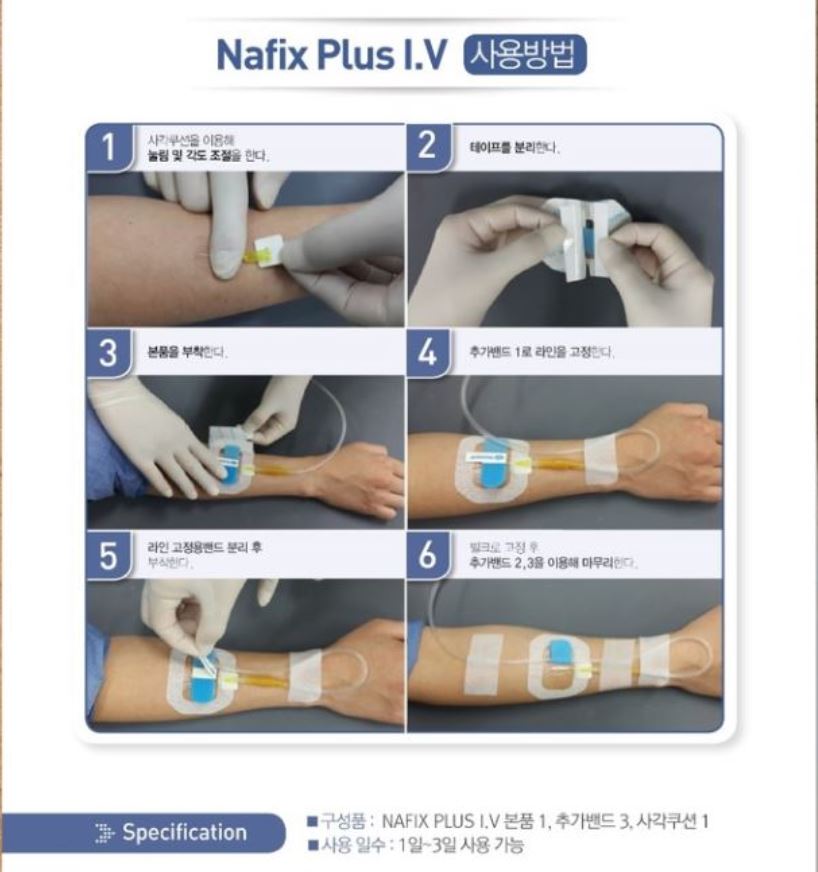 Nafix Plus I.V 사용방법
1
사각쿠션을 이용해
눌림 및 각도 조절을 한다.
2
테이프를 분리한다.
3
본품을 부착한다.
4
추가밴드 1로 라인을 고정한다.
5
라인 고정용밴드 분리 후
부착한다.
6
벨크로 고정 후
추가밴드 2,3을 이용해 마무리한다.
Specification
■구성품 : NAFIX PLUS I.V 본품 1, 추가밴드 3, 사각쿠션 1
■사용 일수 : 1일~3일 사용 가능